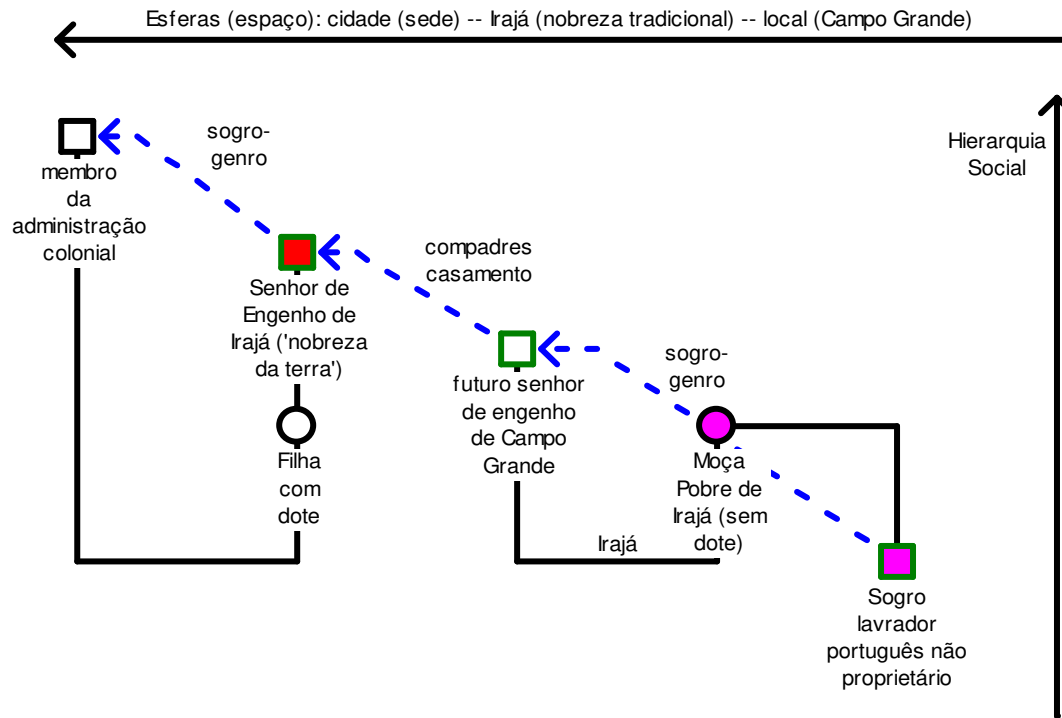 Esferas (espaço): cidade (sede) -- Irajá (nobreza tradicional) -- local (Campo Grande)
Hierarquia
Social
sogro-
genro
membro
da
administração
colonial
compadres
casamento
Senhor de
Engenho de
Irajá ('nobreza
da terra')
sogro-
genro
futuro senhor
de engenho
de Campo
Grande
Filha
com
dote
Moça
Pobre de
Irajá (sem
dote)
Irajá
Sogro
lavrador
português não
proprietário